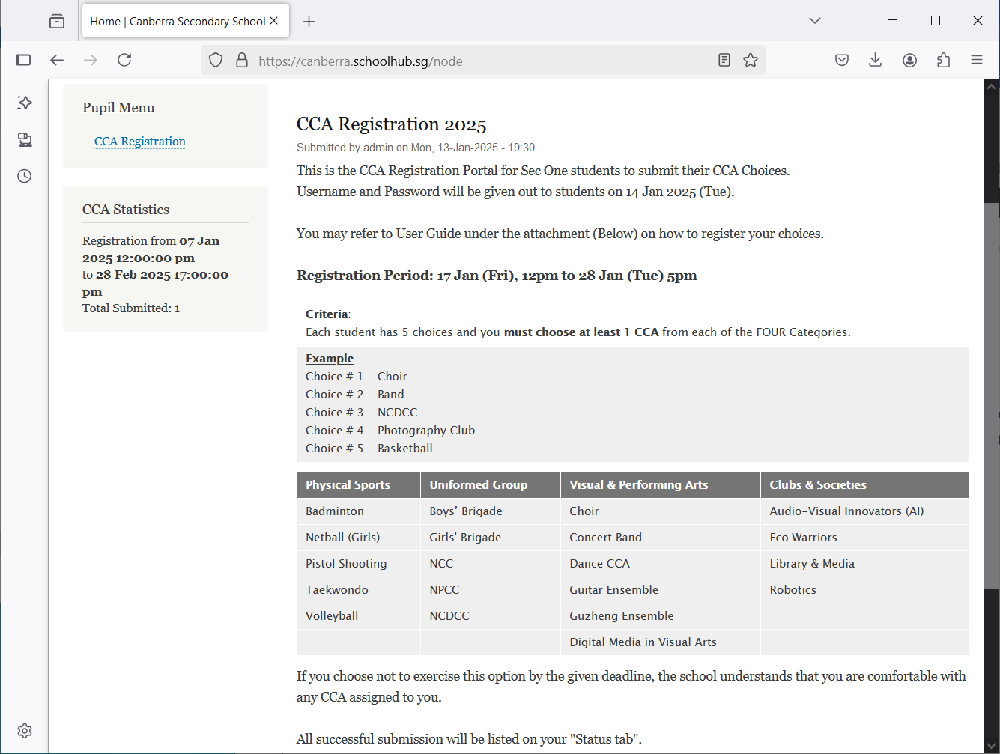 Home | Canberra Secondary School
https://canberra.schoolhub.sg/node
Pupil Menu
CCA Registration
CCA Statistics
Registration from 07 Jan
2025 12:00:00 pm
to 28 Feb 2025 17:00:00
pm
Total Submitted: 1
CCA Registration 2025
Submitted by admin on Mon, 13-Jan-2025 - 19:30
This is the CCA Registration Portal for Sec One students to submit their CCA Choices.
Username and Password will be given out to students on 14 Jan 2025 (Tue).
You may refer to User Guide under the attachment (Below) on how to register your choices.
Registration Period: 17 Jan (Fri), 12pm to 28 Jan (Tue) 5pm
Criteria:
Each student has 5 choices and you must choose at least 1 CCA from each of the FOUR Categories.
Example
Choice # 1 – Choir
Choice # 2 – Band
Choice # 3 – NCDCC
Choice # 4 – Photography Club
Choice # 5 – Basketball
Physical Sports Uniformed Group Visual & Performing Arts Clubs & Societies
Badminton Boys’ Brigade Choir Audio-Visual Innovators (AI)
Netball (Girls) Girls' Brigade Concert Band Eco Warriors
Pistol Shooting NCC Dance CCA Library & Media
Taekwondo NPCC Guitar Ensemble Robotics
Volleyball NCDCC Guzheng Ensemble
Digital Media in Visual Arts
If you choose not to exercise this option by the given deadline, the school understands that you are comfortable with
any CCA assigned to you.
All successful submission will be listed on your "Status tab".